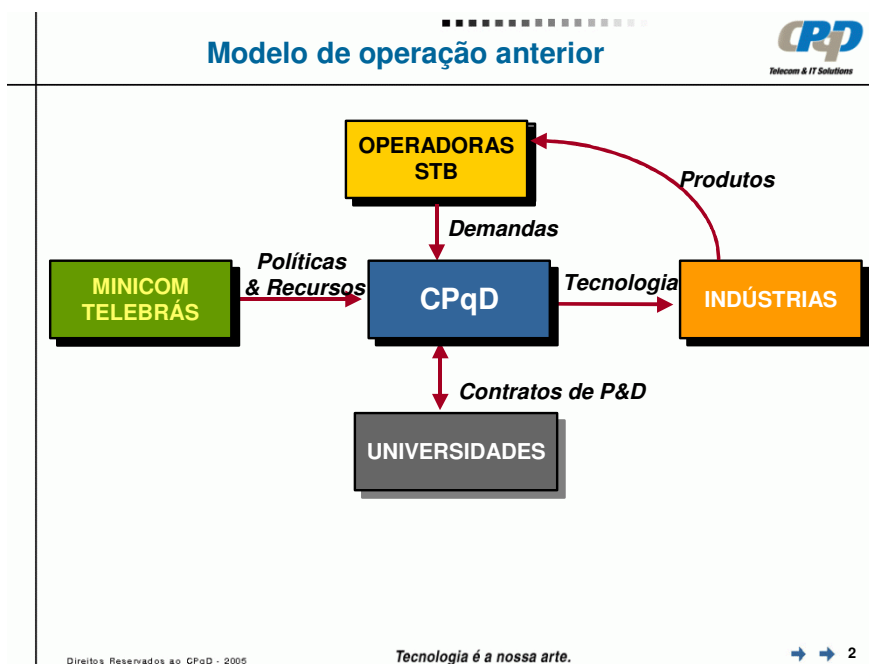 Modelo de operação anterior
CPqD
Telecom & IT Solutions
OPERADORAS
STB
Produtos
Demandas
Políticas
& Recursos
Tecnologia
MINICOM
TELEBRÁS
CPqD
INDÚSTRIAS
Contratos de P&D
UNIVERSIDADES
Direitos Reservados ao CPqD - 2005
Tecnologia é a nossa arte.
2